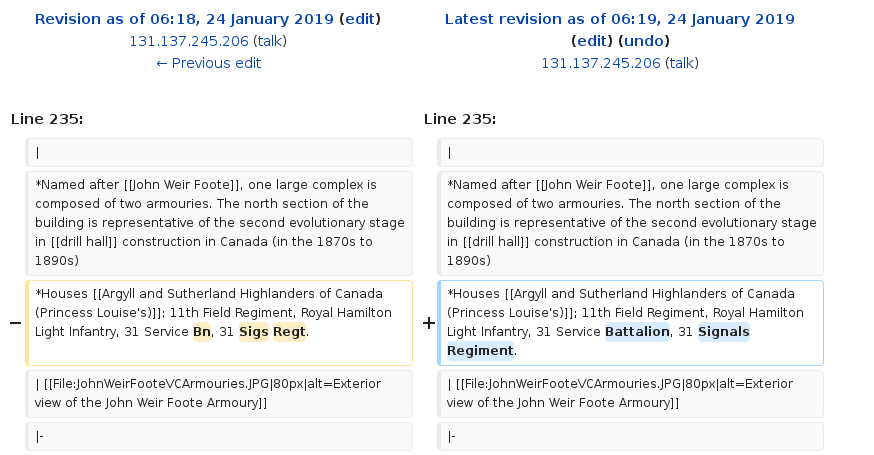 Revision as of 06:18, 24 January 2019 (edit)
131.137.245.206 (talk)
← Previous edit
Latest revision as of 06:19, 24 January 2019
(edit) (undo)
131.137.245.206 (talk)
Line 235:
Line 235:
|
|
*Named after [[John Weir Foote]], one large complex is
composed of two armouries. The north section of the
building is representative of the second evolutionary stage
in [[drill hall]] construction in Canada (in the 1870s to
1890s)
*Named after [[John Weir Foote]], one large complex is
composed of two armouries. The north section of the
building is representative of the second evolutionary stage
in [[drill hall]] construction in Canada (in the 1870s to
1890s)
−
*Houses [[Argyll and Sutherland Highlanders of Canada
(Princess Louise's)]]; 11th Field Regiment, Royal Hamilton
Light Infantry, 31 Service Bn, 31 Sigs Regt.
+
*Houses [[Argyll and Sutherland Highlanders of Canada
(Princess Louise's)]]; 11th Field Regiment, Royal Hamilton
Light Infantry, 31 Service Battalion, 31 Signals
Regiment.
| [[File:JohnWeirFooteVCArmouries.JPG|80px|alt=Exterior
view of the John Weir Foote Armoury]]
| [[File:JohnWeirFooteVCArmouries.JPG|80px|alt=Exterior
view of the John Weir Foote Armoury]]
|-
|-